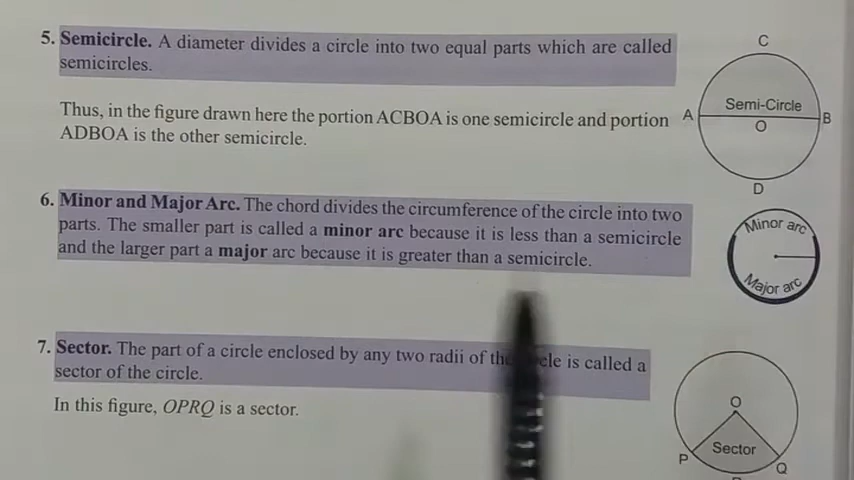 5. Semicircle. A diameter divides a circle into two equal parts which are called
semicircles.
Thus, in the figure drawn here the portion ACBOA is one semicircle and portion
ADBOA is the other semicircle.
C
Semi-Circle
A
B
O
D
6. Minor and Major Arc. The chord divides the circumference of the circle into two
parts. The smaller part is called a minor arc because it is less than a semicircle
and the larger part a major arc because it is greater than a semicircle.
Minor arc
Major arc
7. Sector. The part of a circle enclosed by any two radii of the is called a
sector of the circle.
In this figure, OPRQ is a sector.
O
Sector
P
Q